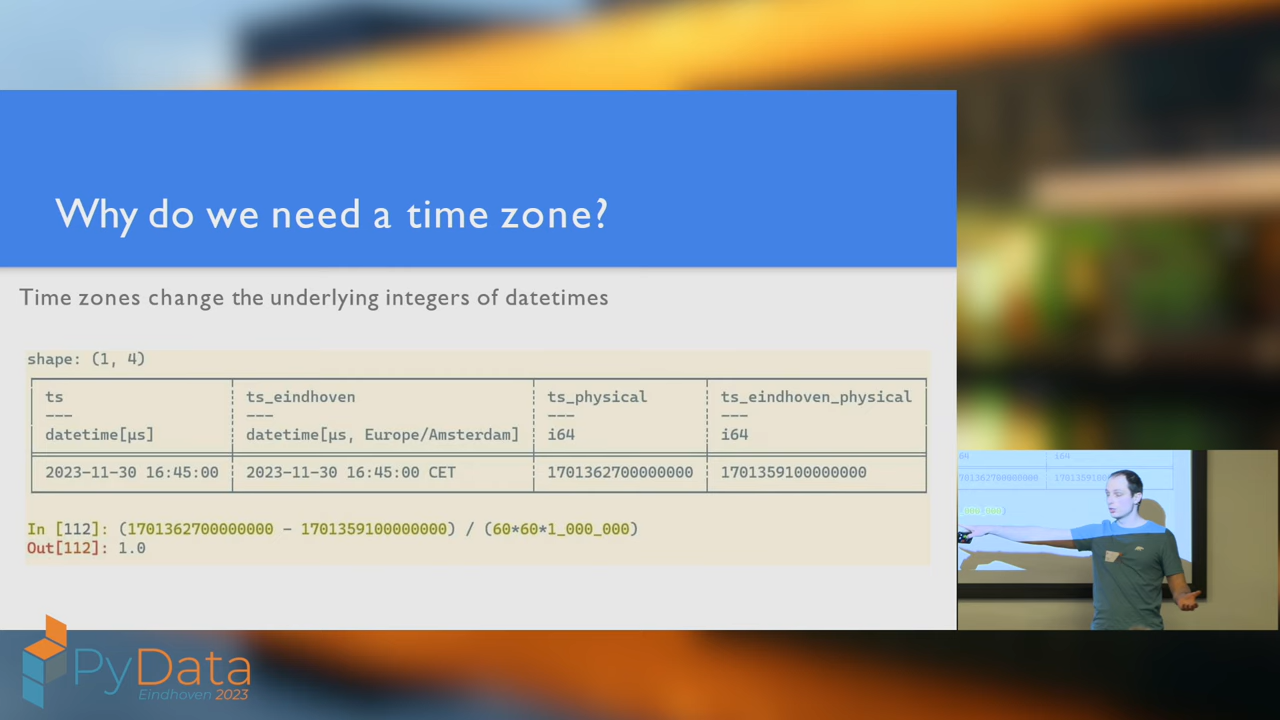 Why do we need a time zone?
Time zones change the underlying integers of datetimes
shape: (1, 4)
ts ts_eindhoven ts_physical ts_eindhoven_physical
--- --- --- ---
datetime[μs] datetime[μs, Europe/Amsterdam] i64 i64
2023-11-30 16:45:00 2023-11-30 16:45:00 CET 1701362700000000 1701359100000000
In [112]: (1701362700000000 - 1701359100000000) / (60*60*1_000_000)
Out[112]: 1.0
PyData
Eindhoven 2023